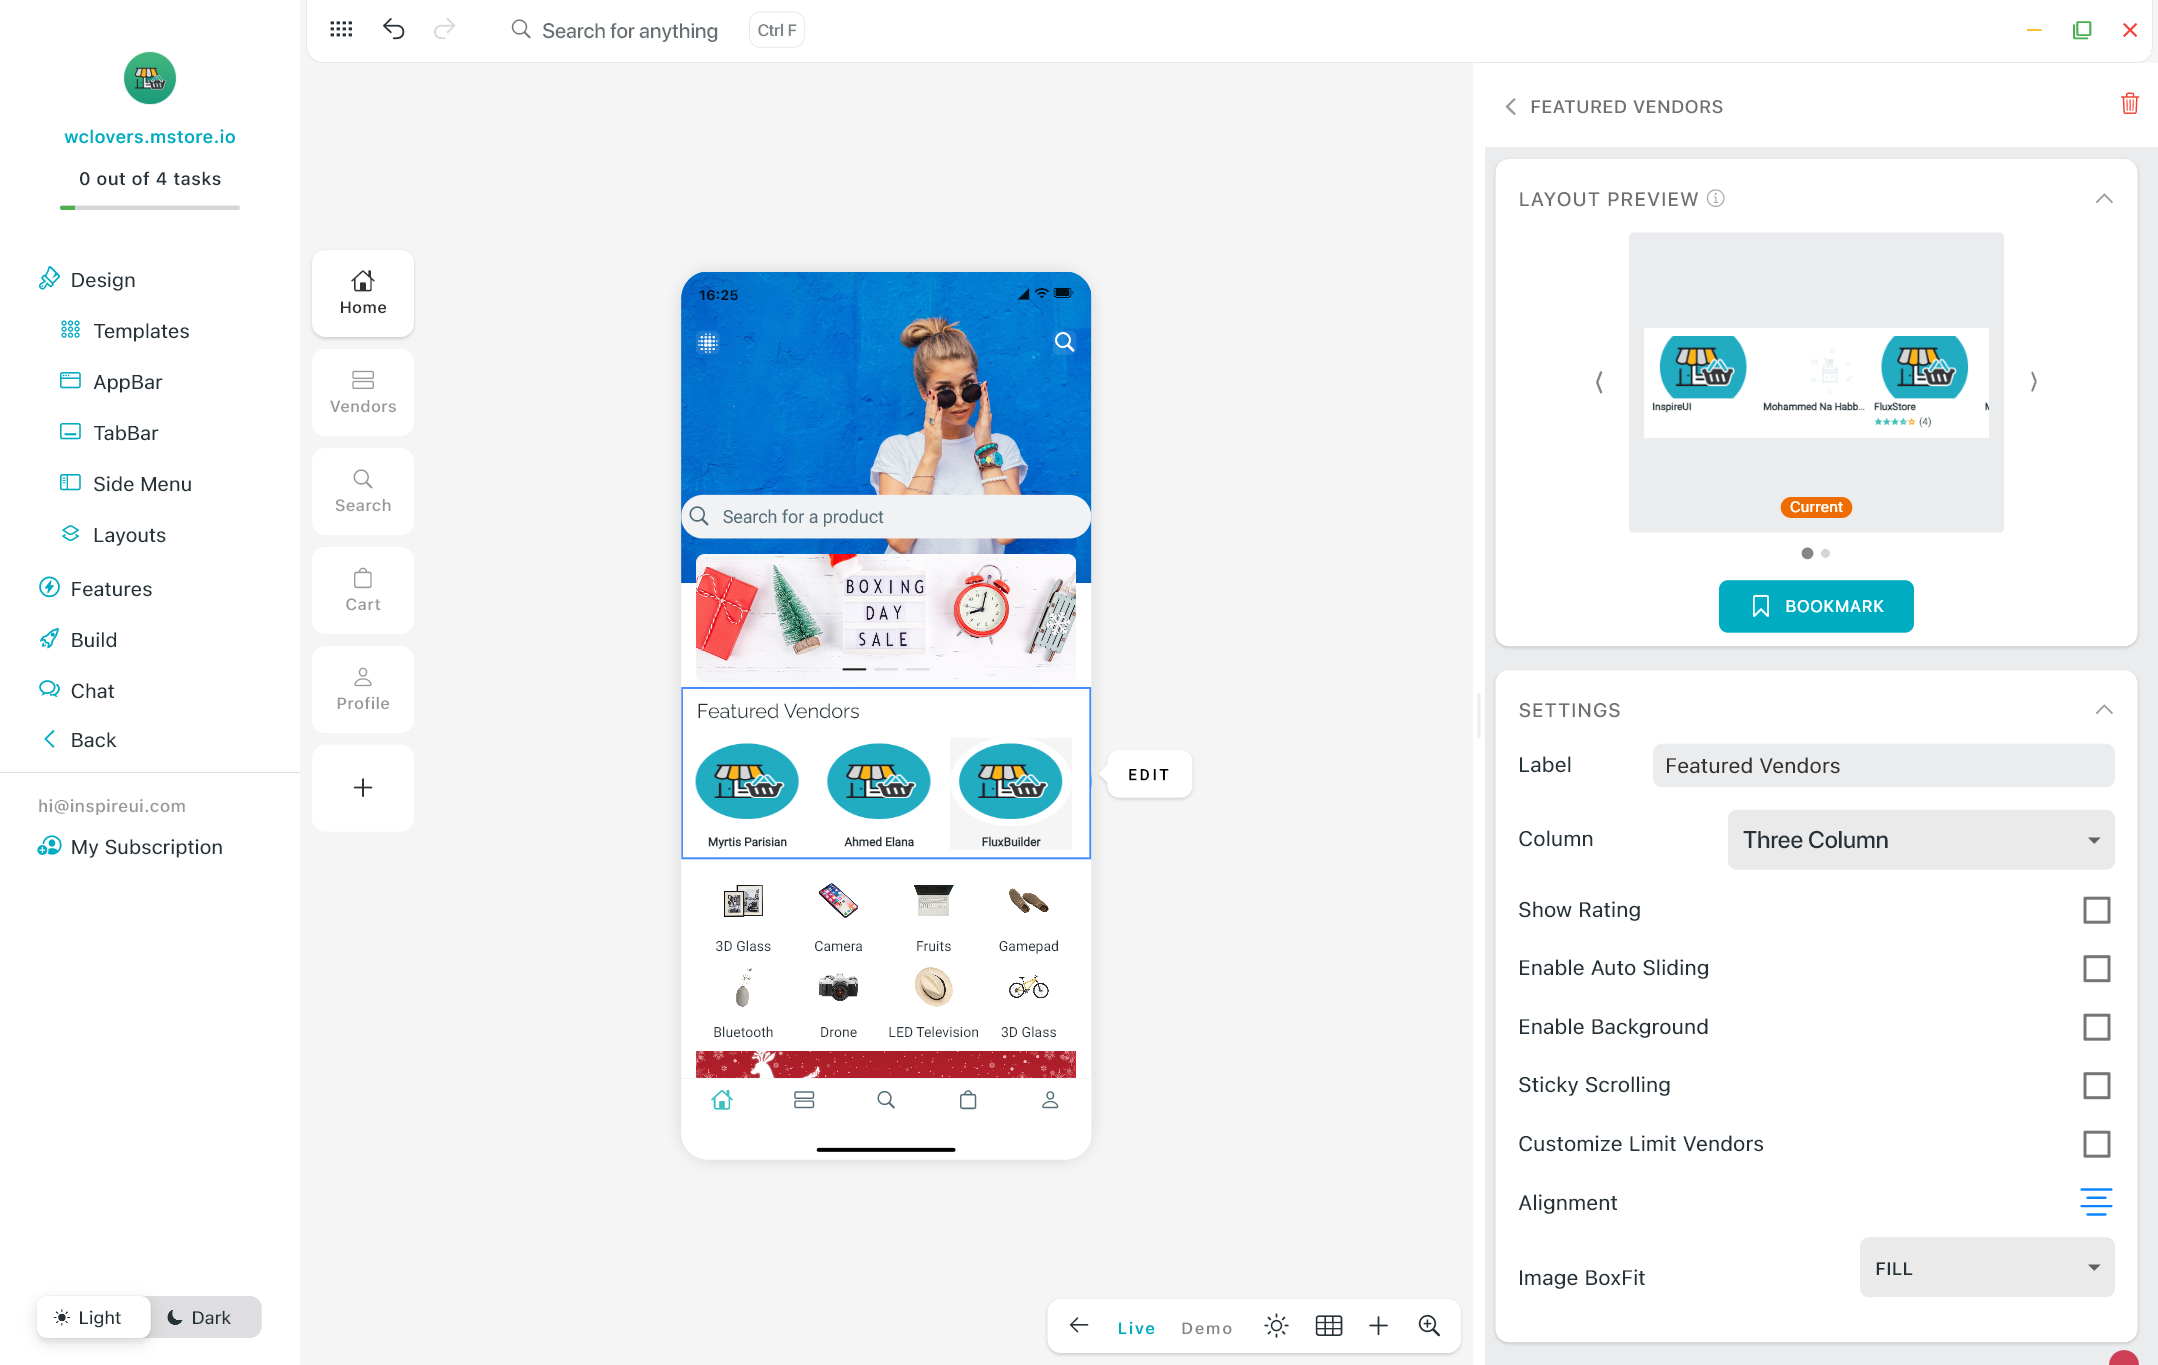 Search for anything
Ctrl F
wclovers.mstore.io
0 out of 4 tasks
Design
Templates
AppBar
TabBar
Side Menu
Layouts
Features
Build
Chat
Back
hi@inspireui.com
My Subscription
Light
Dark
Home
Vendors
Search
Cart
Profile
16:25
Search for a product
BOXING
DAY
SALE
Featured Vendors
Myrtis Parisian
Ahmed Elana
FluxBuilder
EDIT
3D Glass
Camera
Fruits
Gamepad
Bluetooth
Drone
LED Television
3D Glass
Live
Demo
FEATURED VENDORS
LAYOUT PREVIEW
InspireUI
Mohammed Na Habb...
FluxStore
(4)
Current
BOOKMARK
SETTINGS
Label
Featured Vendors
Column
Three Column
Show Rating
Enable Auto Sliding
Enable Background
Sticky Scrolling
Customize Limit Vendors
Alignment
Image BoxFit
FILL